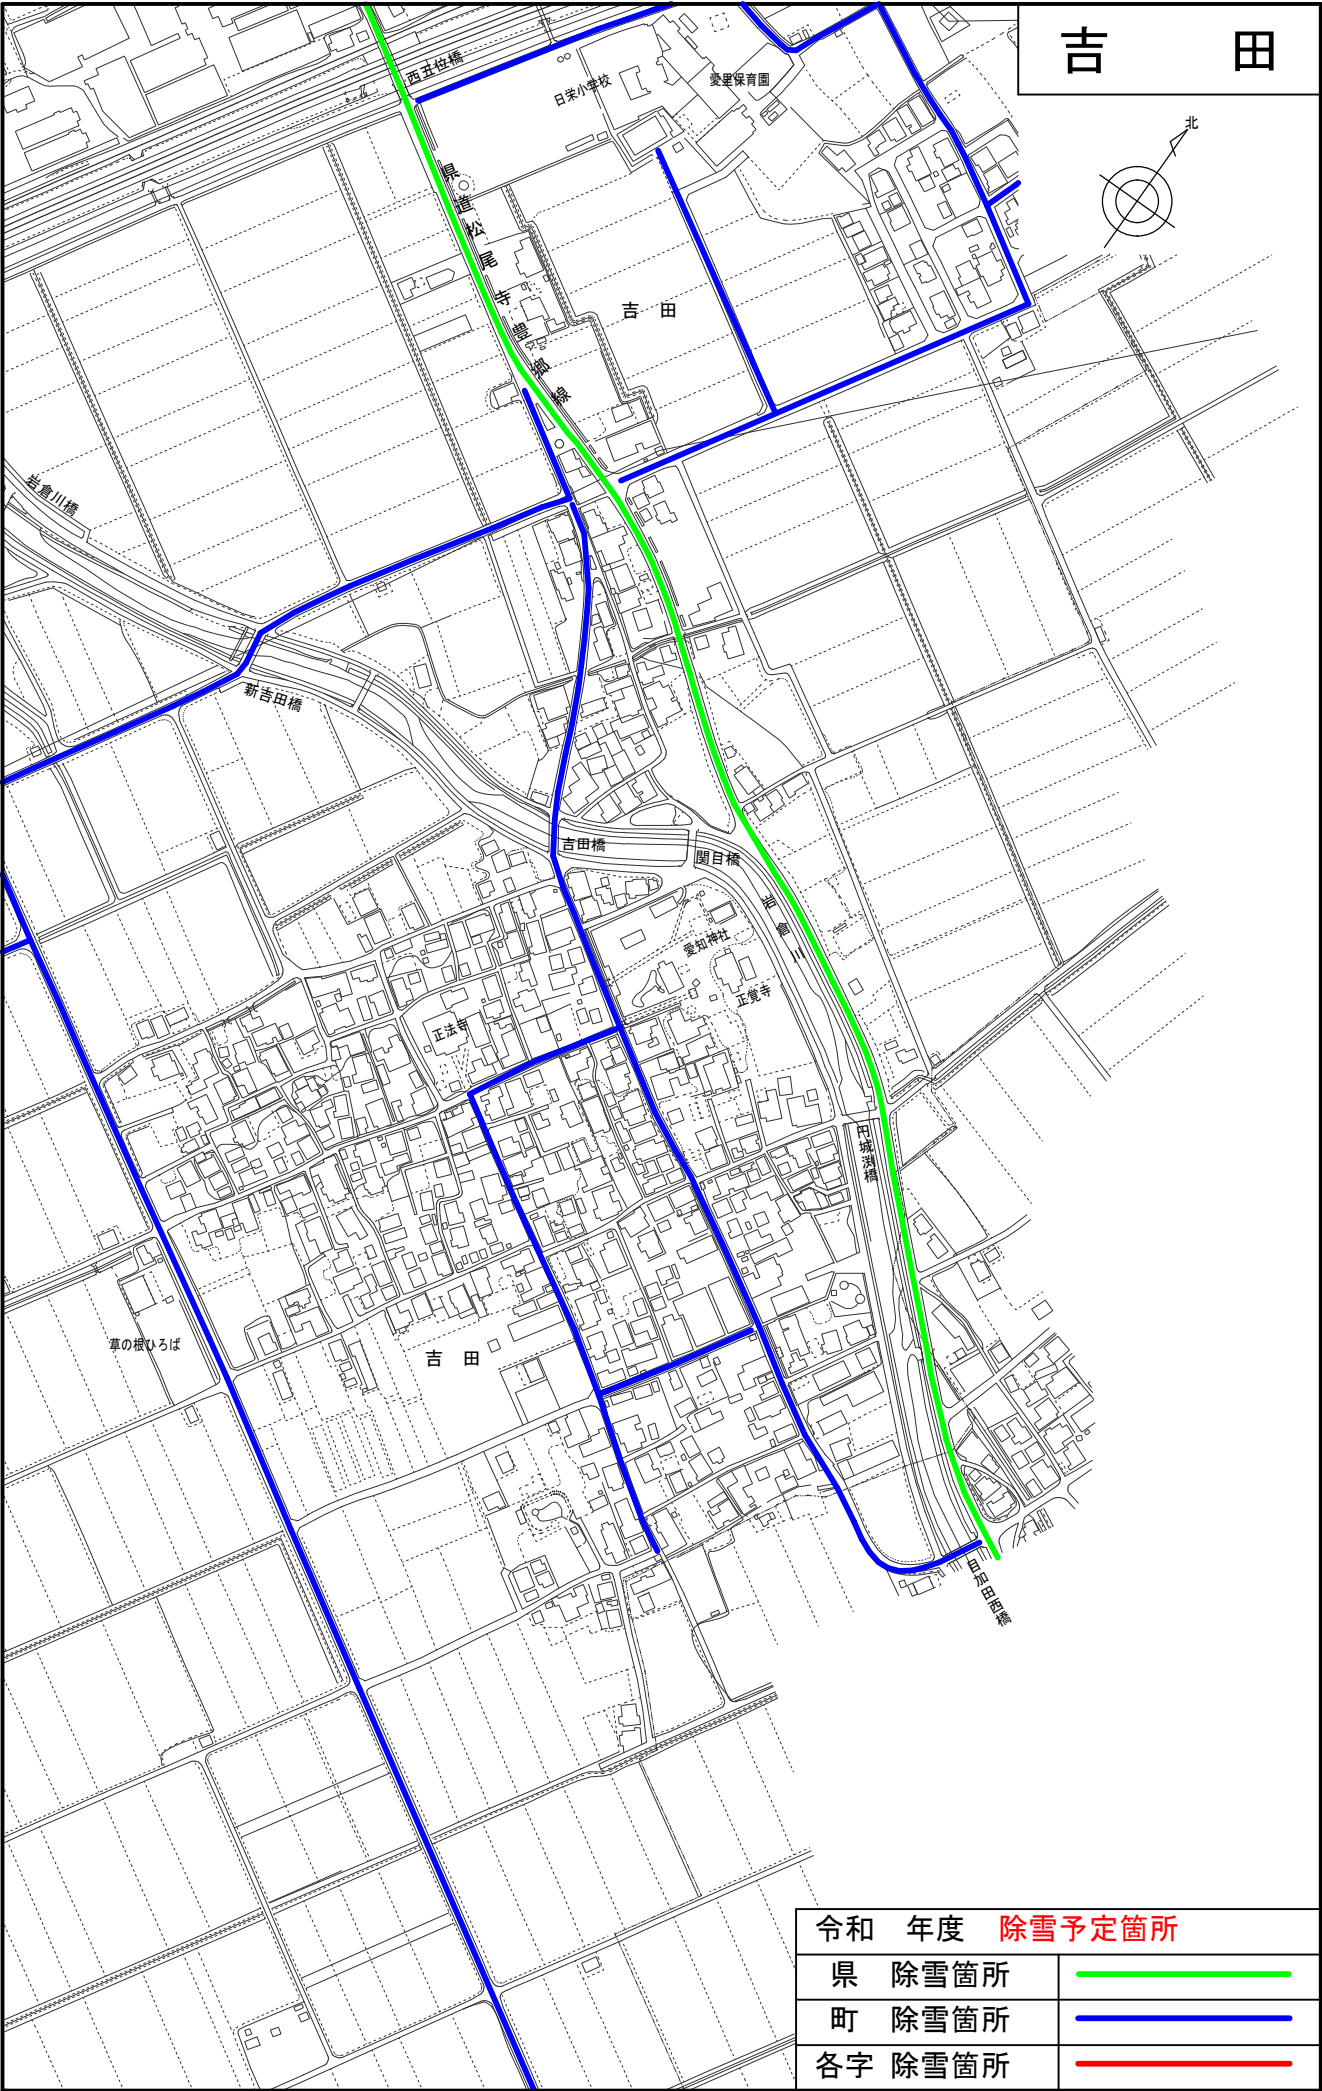 吉　田
北
西五位橋
日栄小学校
愛里保育園
県道松尾寺豊郷線
吉　田
岩倉川橋
新吉田橋
吉田橋
関目橋
岩倉川
愛知神社
正覚寺
正法寺
円城渕橋
草の根ひろば
吉　田
目加田西橋
令和　年度　除雪予定箇所
県　除雪箇所
町　除雪箇所
各字 除雪箇所